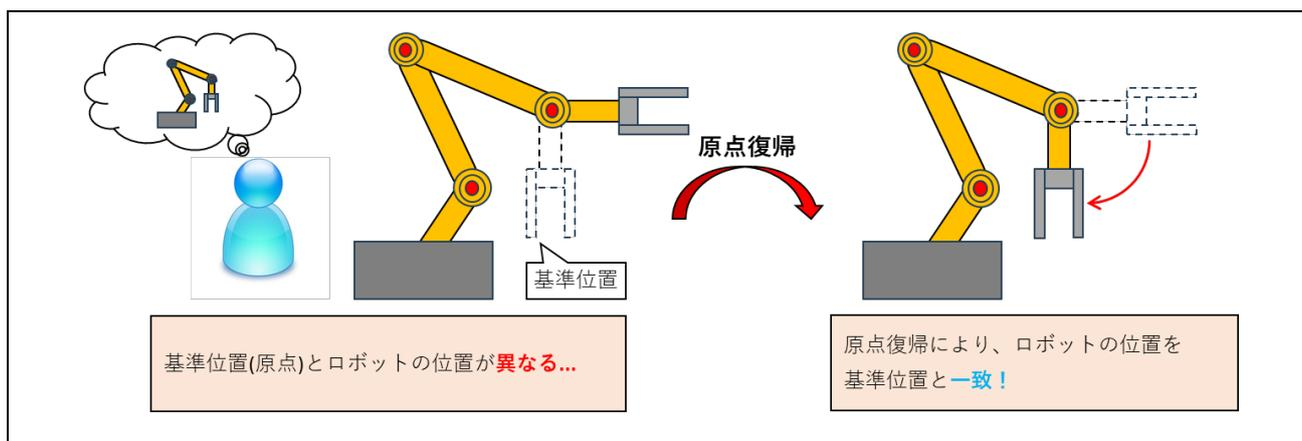 原点復帰
基準位置
基準位置(原点)とロボットの位置が異なる...
原点復帰により、ロボットの位置を
基準位置と一致！